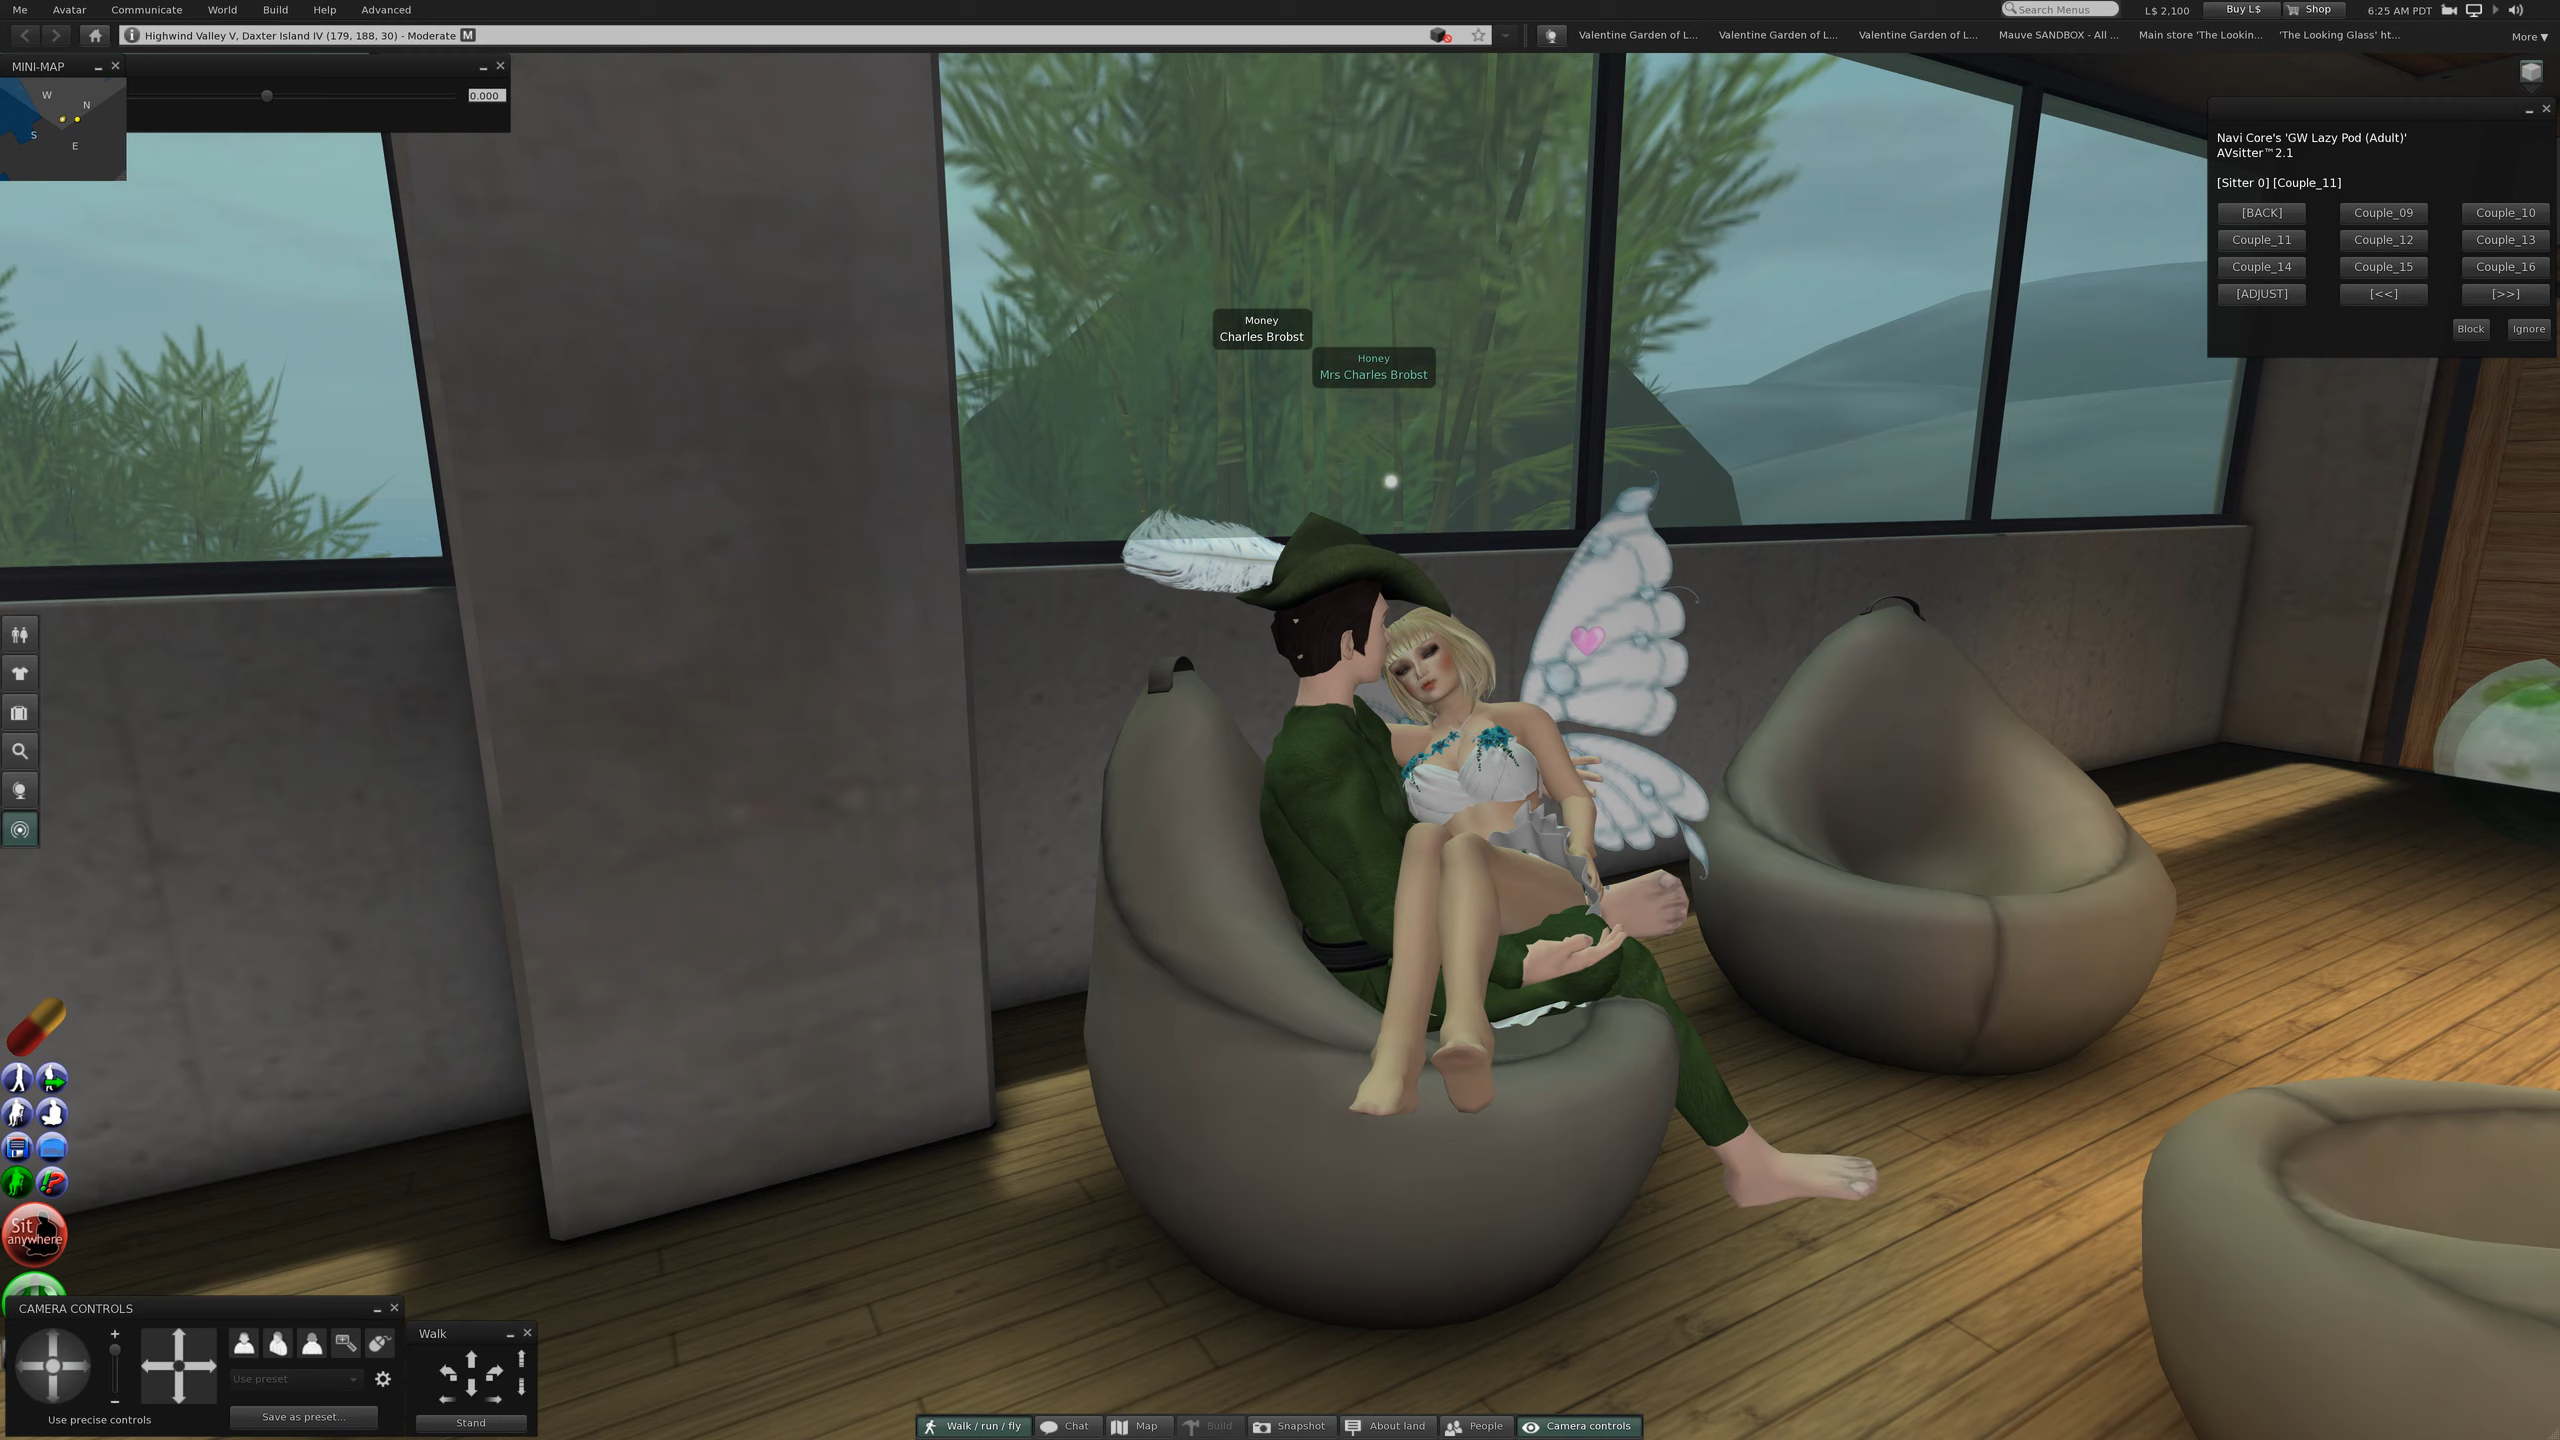 Me Avatar Communicate World Build Help Advanced
Search Menus L$ 2,100 Buy L$ Shop 6:25 AM PDT
Highwind Valley V, Daxter Island IV (179, 188, 30) - Moderate M
Valentine Garden of L... Valentine Garden of L... Valentine Garden of L... Mauve SANDBOX - All ... Main store 'The Lookin... 'The Looking Glass' ht... More ▼
MINI-MAP
W
N
S
E
0.000
Navi Core's 'GW Lazy Pod (Adult)'
AVsitter™2.1
[Sitter 0] [Couple_11]
[BACK] Couple_09 Couple_10
Couple_11 Couple_12 Couple_13
Couple_14 Couple_15 Couple_16
[ADJUST] [<<] [>>]
Block Ignore
Money
Charles Brobst
Honey
Mrs Charles Brobst
Sit
anywhere
CAMERA CONTROLS
Use preset
Use precise controls
Save as preset...
Walk
Stand
Walk / run / fly Chat Map Build Snapshot About land People Camera controls